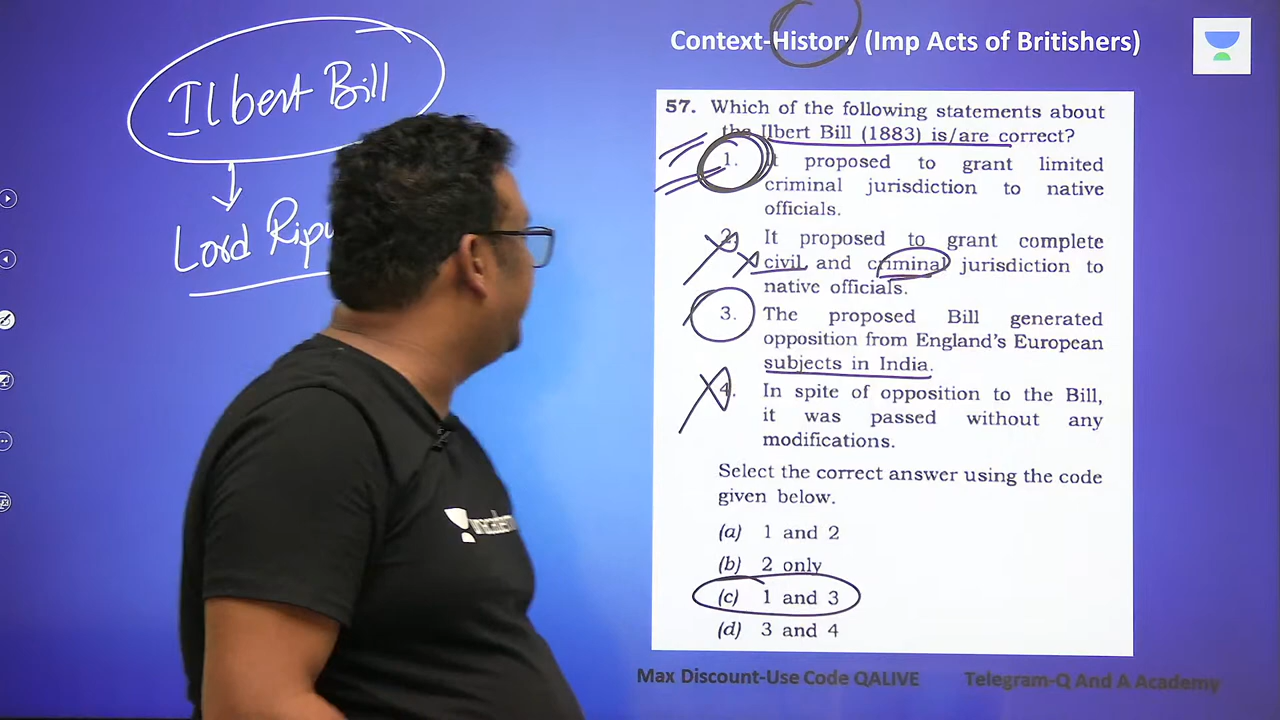 Ilbert Bill
Lord
Context-History (Imp Acts of Britishers)
57. Which of the following statements about
the Ilbert Bill (1883) is/are correct?
1. It proposed to grant limited
criminal jurisdiction to native
officials.
2. It proposed to grant complete
civil and criminal jurisdiction to
native officials.
3. The proposed Bill generated
opposition from England's European
subjects in India.
4. In spite of opposition to the Bill,
it was passed without any
modifications.
Select the correct answer using the code
given below.
(a) 1 and 2
(b) 2 only
(c) 1 and 3
(d) 3 and 4
Max Discount-Use Code QALIVE Telegram-Q And A Academy